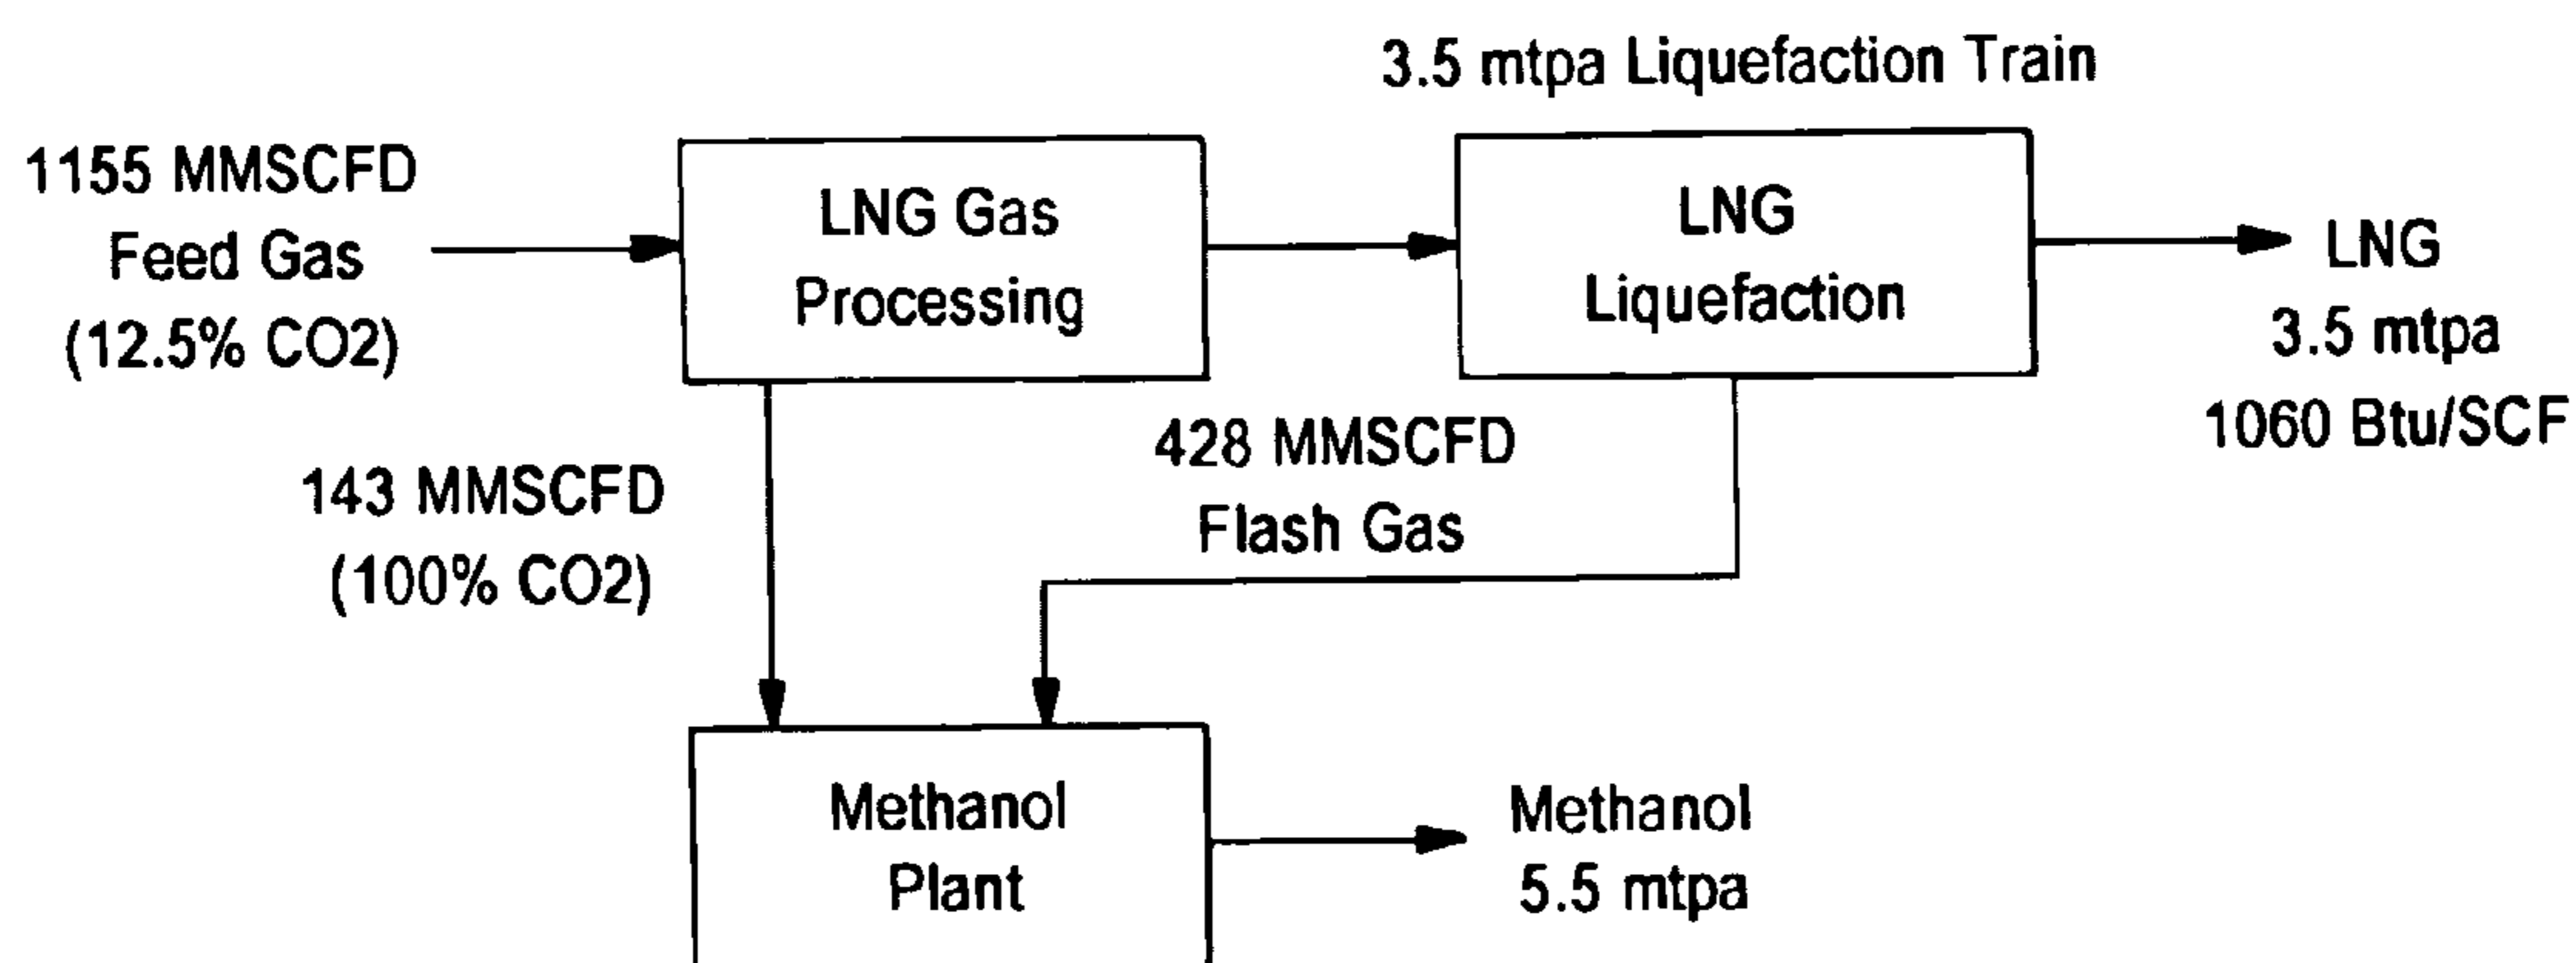 3.5 mtpa Liquefaction Train
1155 MMSCFD
Feed Gas
(12.5% CO2)
LNG Gas
Processing
LNG
Liquefaction
LNG
3.5 mtpa
1060 Btu/SCF
143 MMSCFD
(100% CO2)
428 MMSCFD
Flash Gas
Methanol
Plant
Methanol
5.5 mtpa